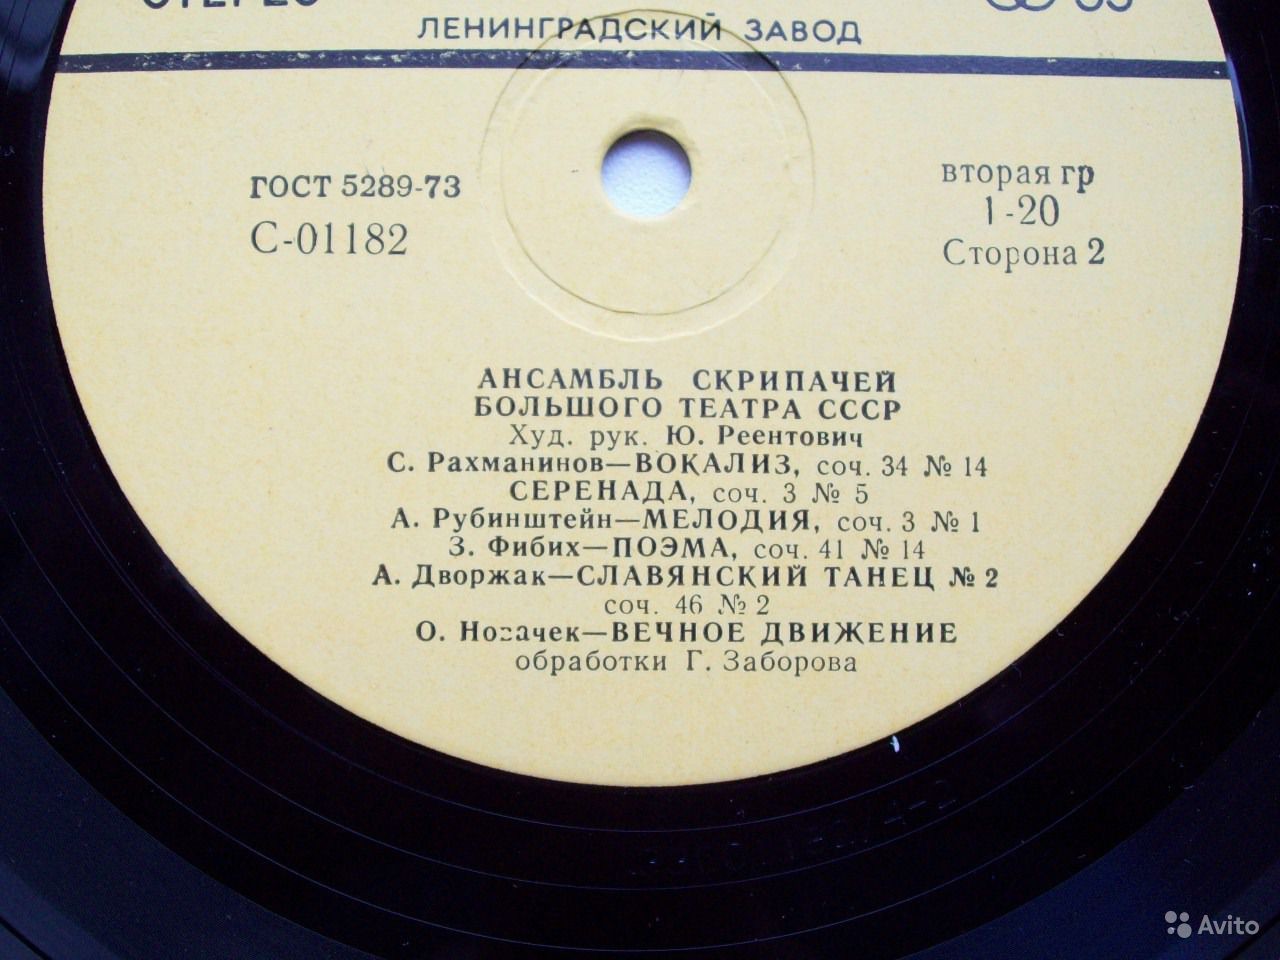 СТЕРЕО 33
ЛЕНИНГРАДСКИЙ ЗАВОД
ГОСТ 5289-73
С-01182
вторая гр
1-20
Сторона 2
АНСАМБЛЬ СКРИПАЧЕЙ
БОЛЬШОГО ТЕАТРА СССР
Худ. рук. Ю. Реентович
С. Рахманинов—ВОКАЛИЗ, соч. 34 № 14
СЕРЕНАДА, соч. 3 № 5
А. Рубинштейн—МЕЛОДИЯ, соч. 3 № 1
З. Фибих—ПОЭМА, соч. 41 № 14
А. Дворжак—СЛАВЯНСКИЙ ТАНЕЦ № 2
соч. 46 № 2
О. Новачек—ВЕЧНОЕ ДВИЖЕНИЕ
обработки Г. Заборова
Avito